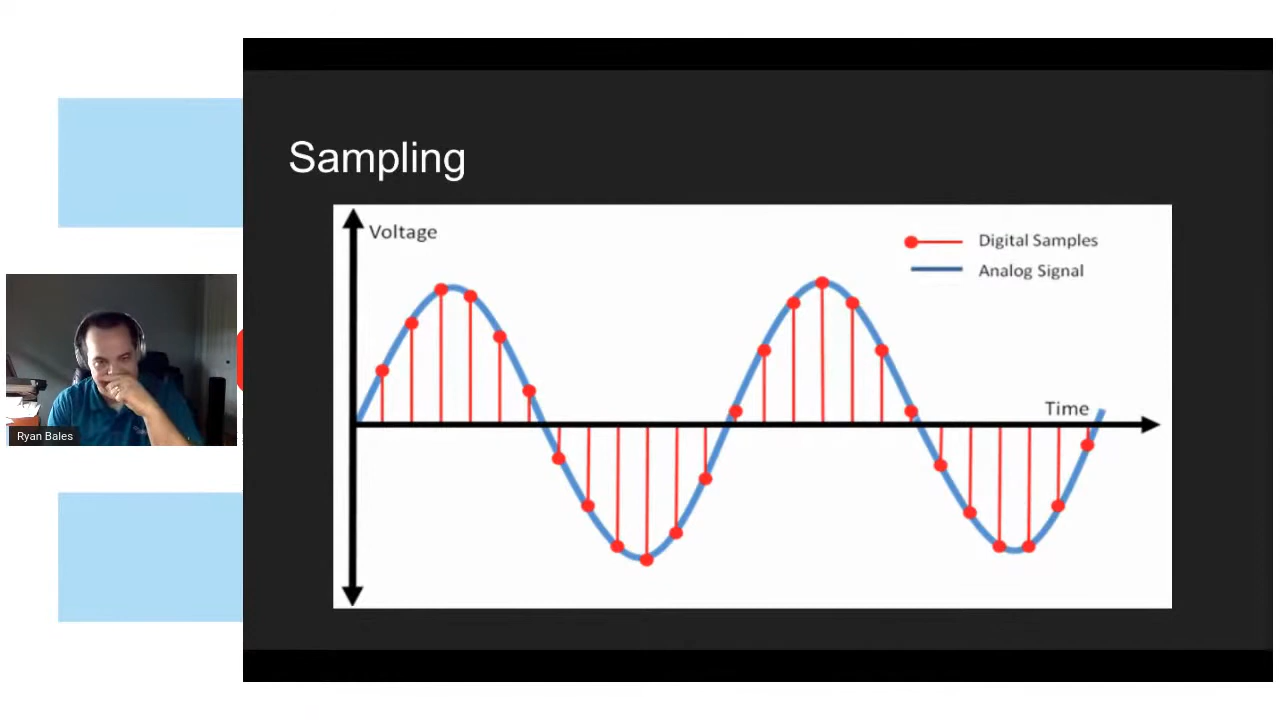 Sampling
Voltage
Digital Samples
Analog Signal
Time
Ryan Bales